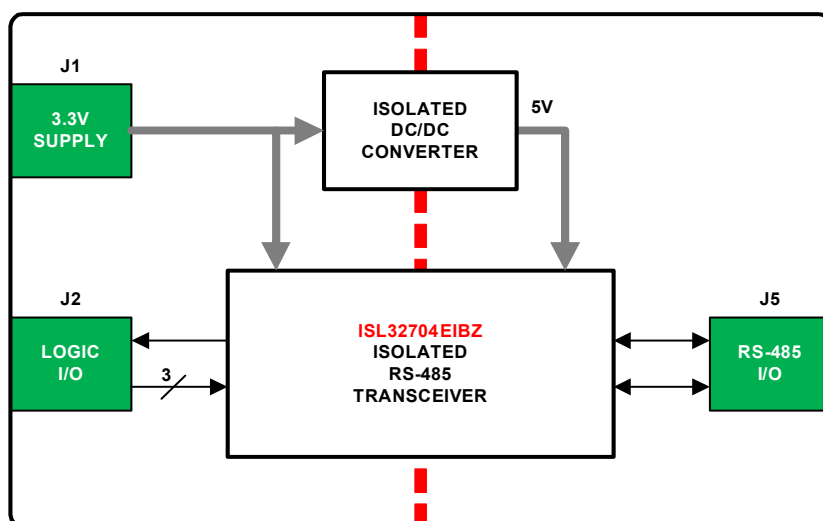 J1
3.3V
SUPPLY
ISOLATED
DC/DC
CONVERTER
5V
J2
LOGIC
I/O
3
ISL32704EIBZ
ISOLATED
RS-485
TRANSCEIVER
J5
RS-485
I/O